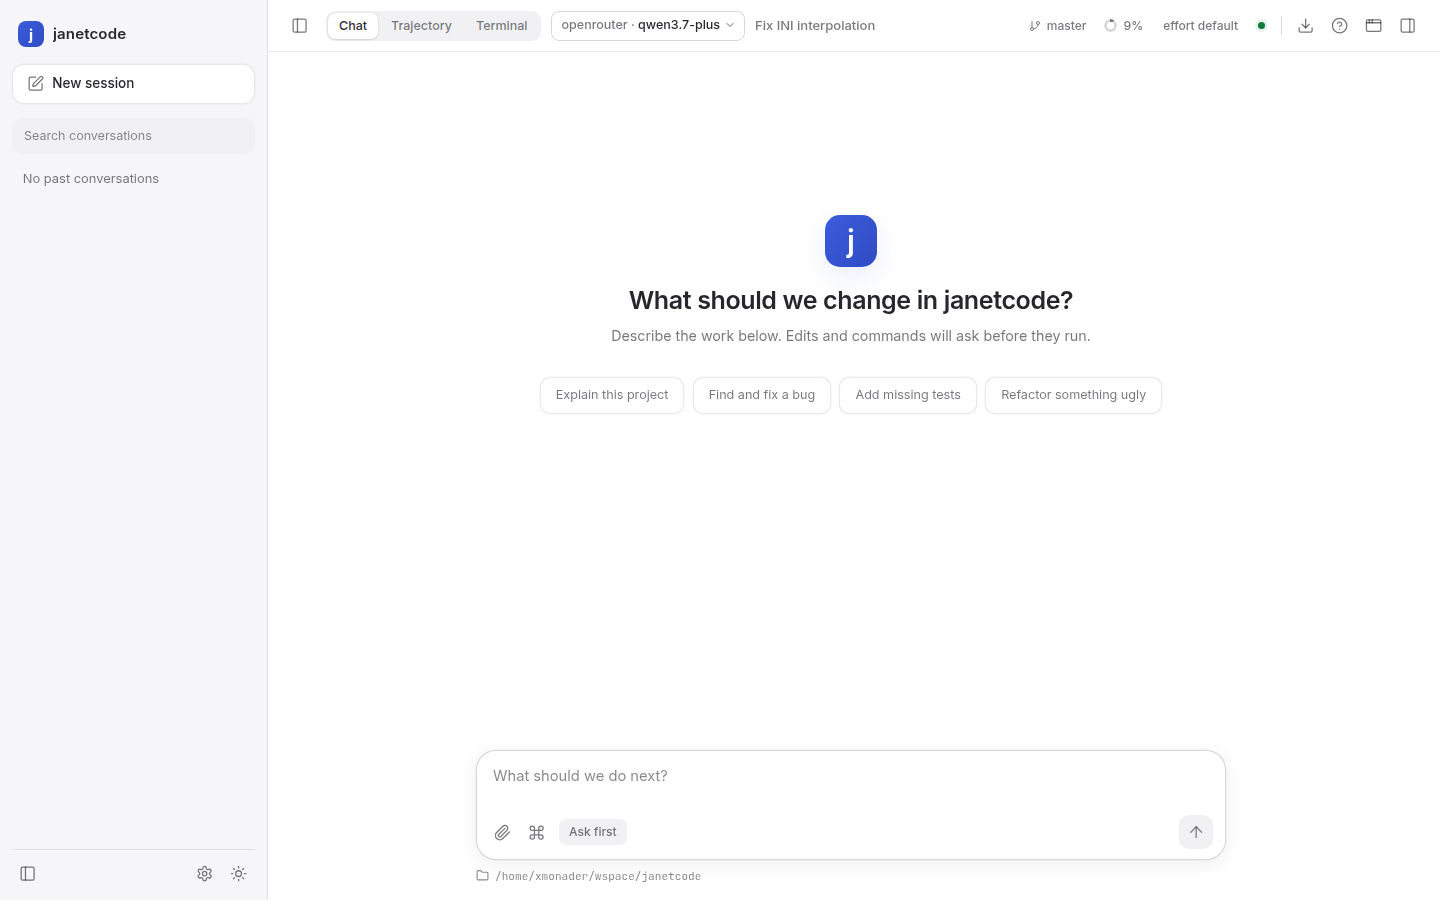 j janetcode
New session
Search conversations
No past conversations
Chat Trajectory Terminal openrouter · qwen3.7-plus Fix INI interpolation master 9% effort default
j
What should we change in janetcode?
Describe the work below. Edits and commands will ask before they run.
Explain this project Find and fix a bug Add missing tests Refactor something ugly
What should we do next?
Ask first
/home/xmonader/wspace/janetcode